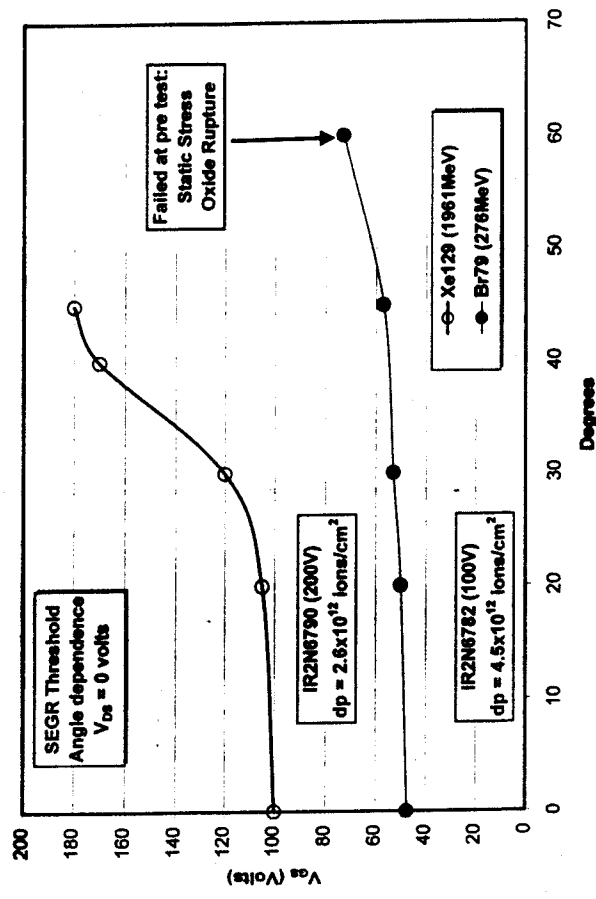 SEGR Threshold
Angle dependence
V_DS = 0 volts
Failed at pre test:
Static Stress
Oxide Rupture
IR2N6790 (200V)
dp = 2.6x10^12 Ions/cm^2
IR2N6782 (100V)
dp = 4.5x10^12 Ions/cm^2
Xe129 (1961MeV)
Br79 (276MeV)
V_GS (Volts)
200
180
160
140
120
100
80
60
40
20
0
0
10
20
30
40
50
60
70
Degrees